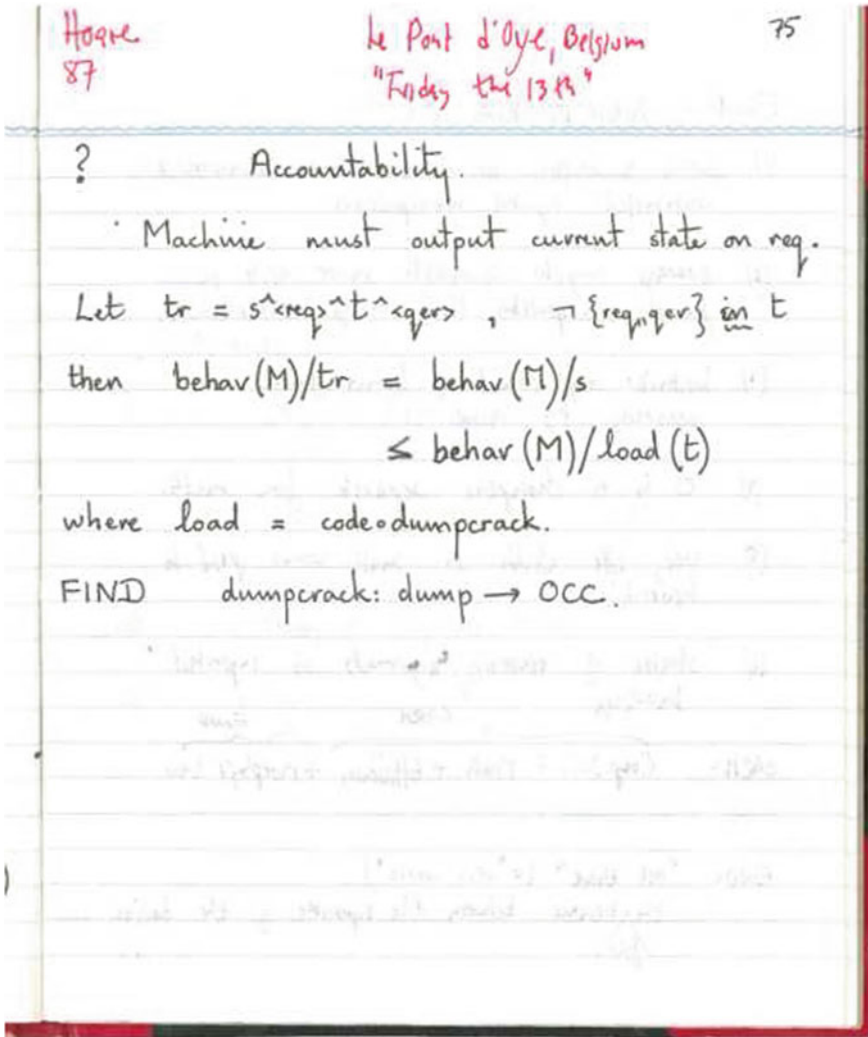 Hoare Le Pont d'Oye, Belgium 75
87 "Friday the 13th"
? Accountability.
Machine must output current state on req.
Let tr = s^<req>^t^<qer> , ¬ {req,qer} in t
then behav(M)/tr = behav(M)/s
≤ behav(M)/load(t)
where load = code∘dumpcrack.
FIND dumpcrack: dump → OCC.